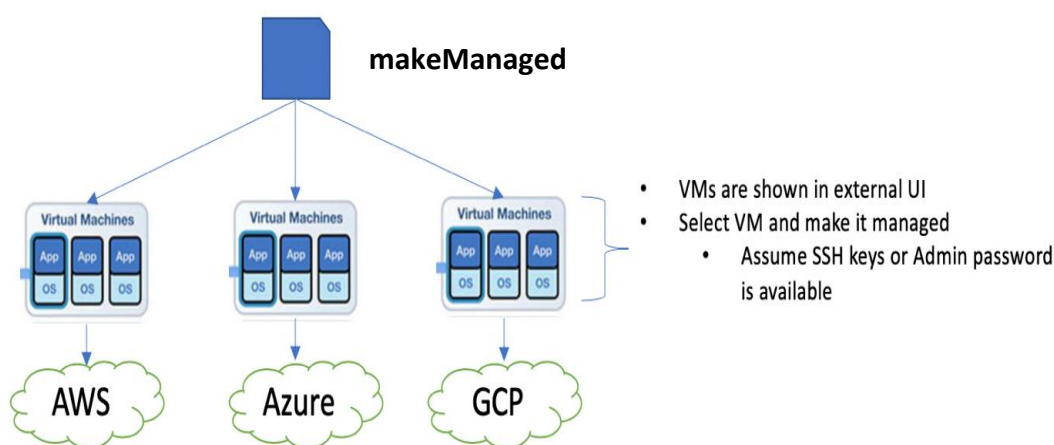 makeManaged
Virtual Machines
App App App
OS OS OS
Virtual Machines
App App App
OS OS OS
Virtual Machines
App App App
OS OS OS
• VMs are shown in external UI
• Select VM and make it managed
• Assume SSH keys or Admin password
is available
AWS
Azure
GCP